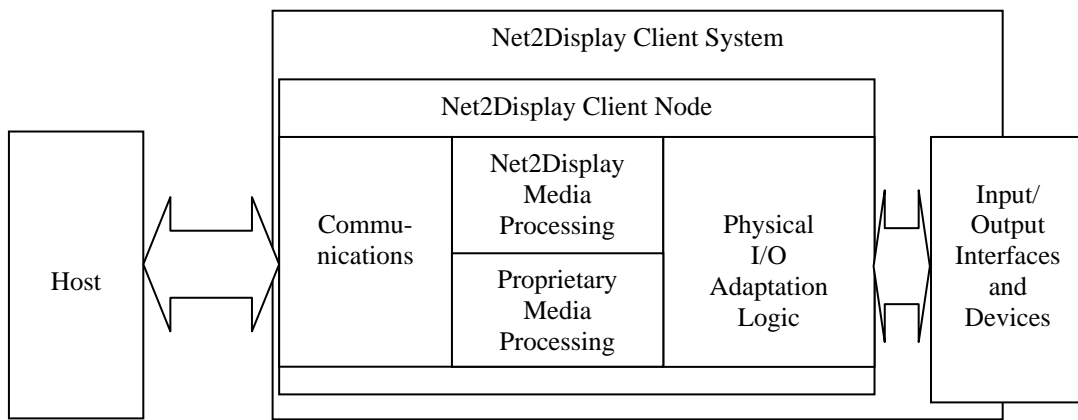 Net2Display Client System
Net2Display Client Node
Host
Commu-
nications
Net2Display
Media
Processing
Proprietary
Media
Processing
Physical
I/O
Adaptation
Logic
Input/
Output
Interfaces
and
Devices